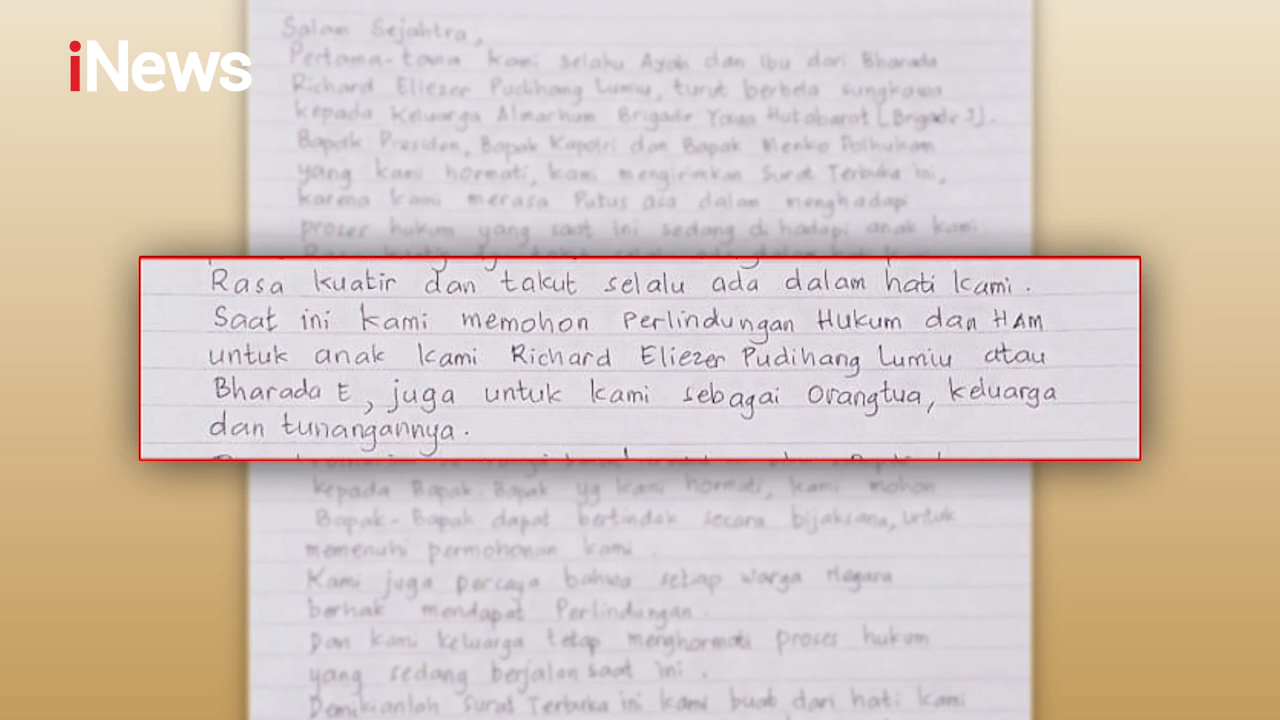 iNews
Salam Sejahtra,
Pertama-tama kami selaku Ayah dan Ibu dari Bharada
Richard Eliezer Pudihang Lumiu, turut berbela sungkawa
kepada Keluarga Almarhum Brigadir Yosua Hutabarat [Brigadir J].
Bapak Presiden, Bapak Kapolri dan Bapak Menko Polhukam
yang kami hormati, kami mengirimkan Surat Terbuka ini,
karena kami merasa Putus asa dalam menghadapi
proses hukum yang saat ini sedang di hadapi anak kami.
Rasa kuatir dan takut selalu ada dalam hati kami.
Saat ini kami memohon Perlindungan Hukum dan HAM
untuk anak kami Richard Eliezer Pudihang Lumiu atau
Bharada E, juga untuk kami sebagai Orangtua, keluarga
dan tunangannya.
kepada Bapak-Bapak yg kami hormati, kami mohon
Bapak-Bapak dapat bertindak secara bijaksana, untuk
memenuhi permohonan kami.
Kami juga percaya bahwa setiap warga Negara
berhak mendapat Perlindungan.
Dan kami keluarga tetap menghormati proses hukum
yang sedang berjalan saat ini.
Demikianlah Surat Terbuka ini kami buat dari hati kami